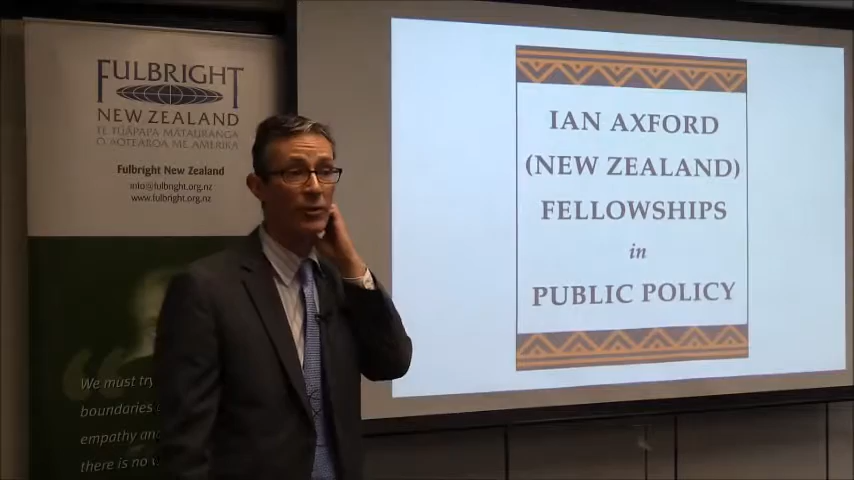 FULBRIGHT
NEW ZEALAND
TE TŪĀPAPA MĀTAURANGA
O AOTEAROA ME AMERIKA
Fulbright New Zealand
info@fulbright.org.nz
www.fulbright.org.nz
“We must try
boundaries
empathy and
there is no
IAN AXFORD
(NEW ZEALAND)
FELLOWSHIPS
in
PUBLIC POLICY